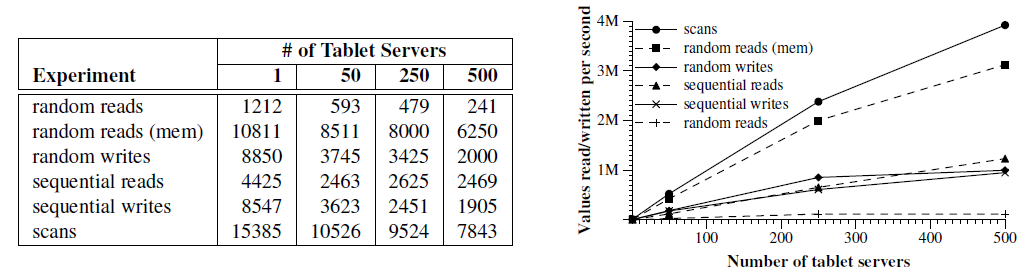 # of Tablet Servers
Experiment 1 50 250 500
random reads 1212 593 479 241
random reads (mem) 10811 8511 8000 6250
random writes 8850 3745 3425 2000
sequential reads 4425 2463 2625 2469
sequential writes 8547 3623 2451 1905
scans 15385 10526 9524 7843
Values read/written per second
4M
3M
2M
1M
scans
random reads (mem)
random writes
sequential reads
sequential writes
random reads
100 200 300 400 500
Number of tablet servers